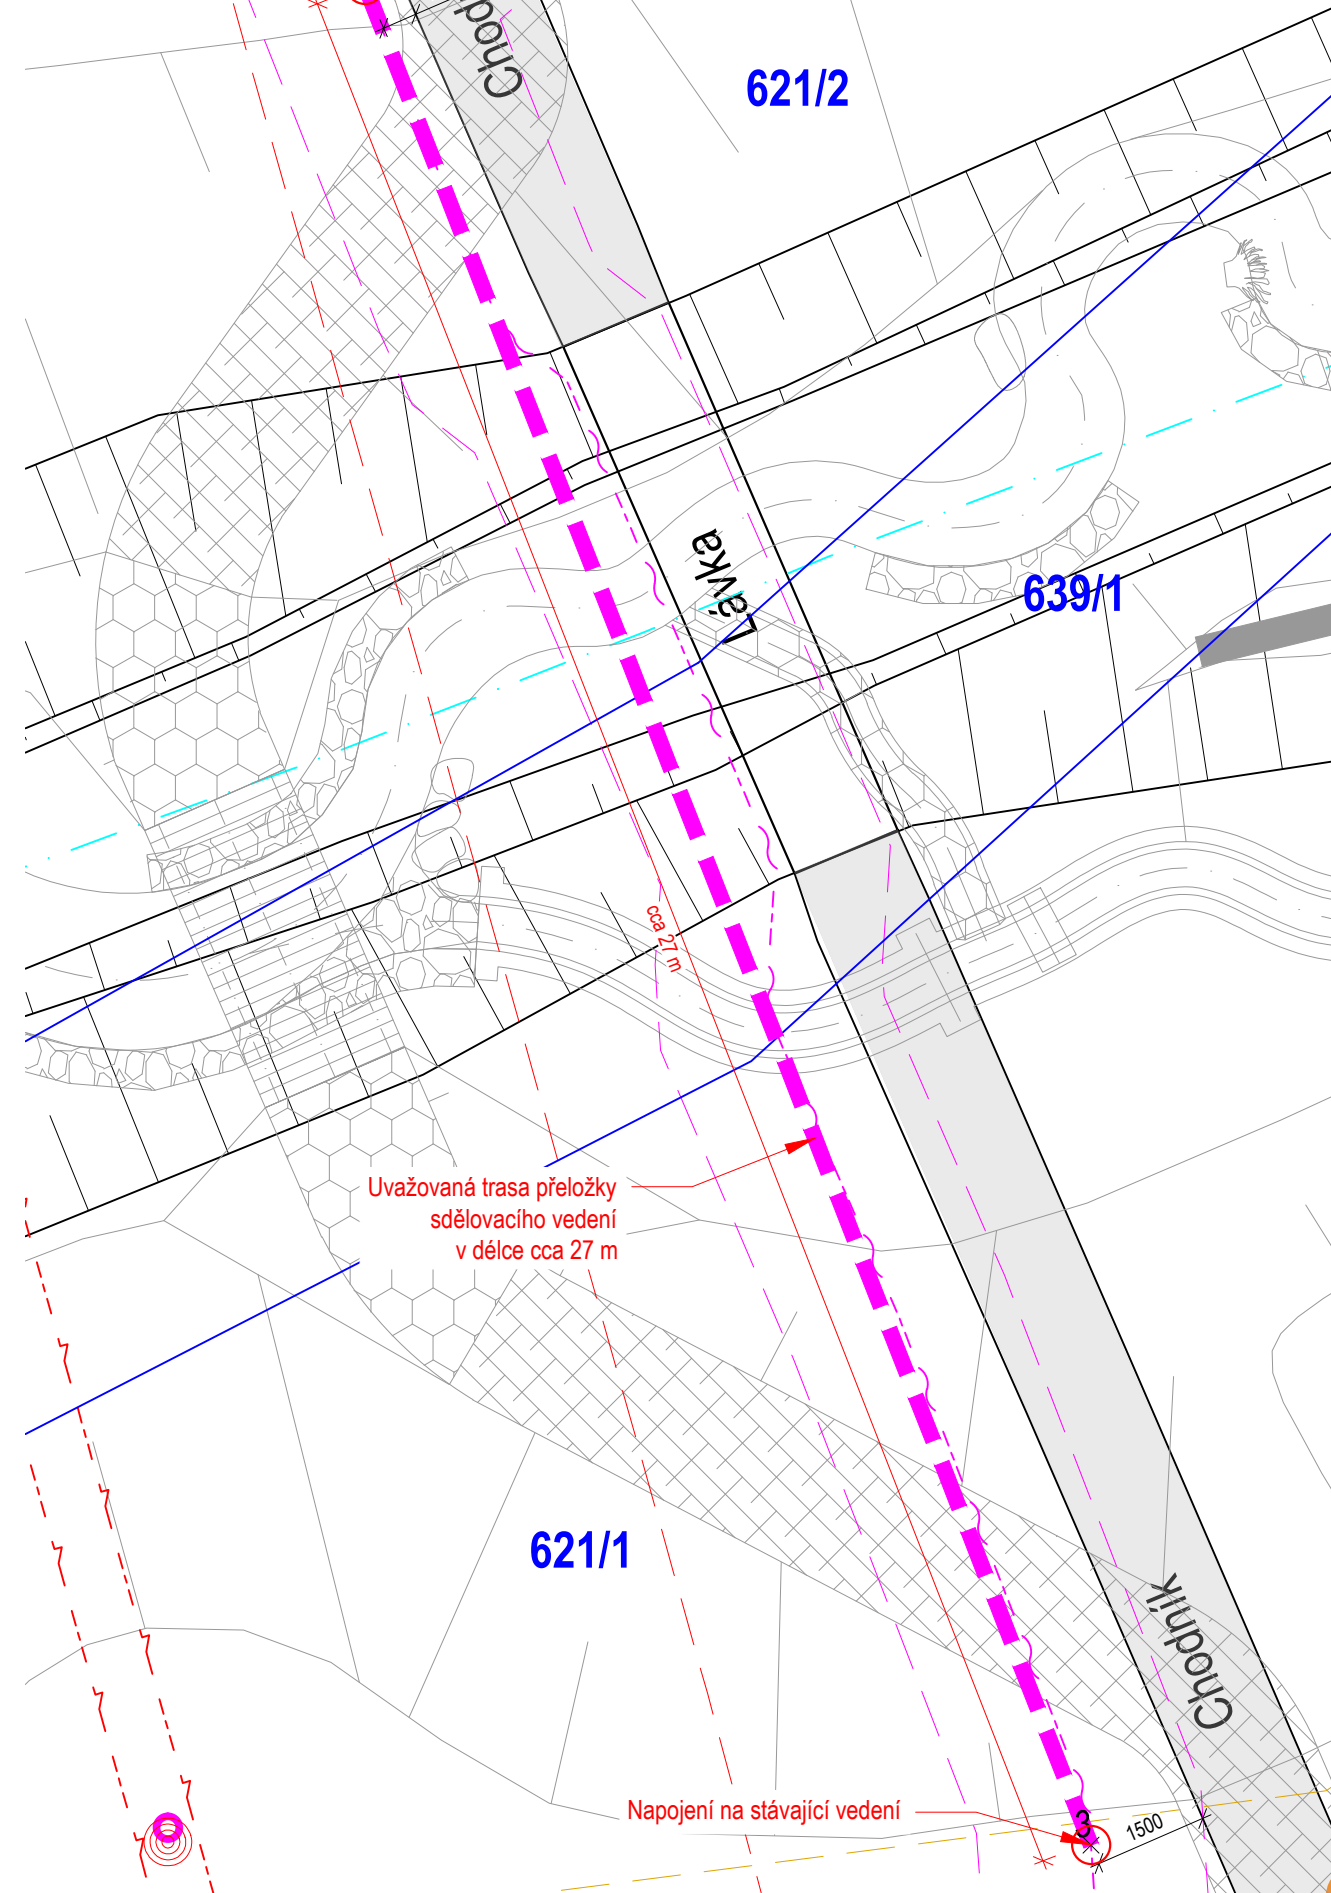 Chod
621/2
Lávka
639/1
cca 27 m
Uvažovaná trasa přeložky
sdělovacího vedení
v délce cca 27 m
621/1
Chodník
Napojení na stávající vedení
3
1500